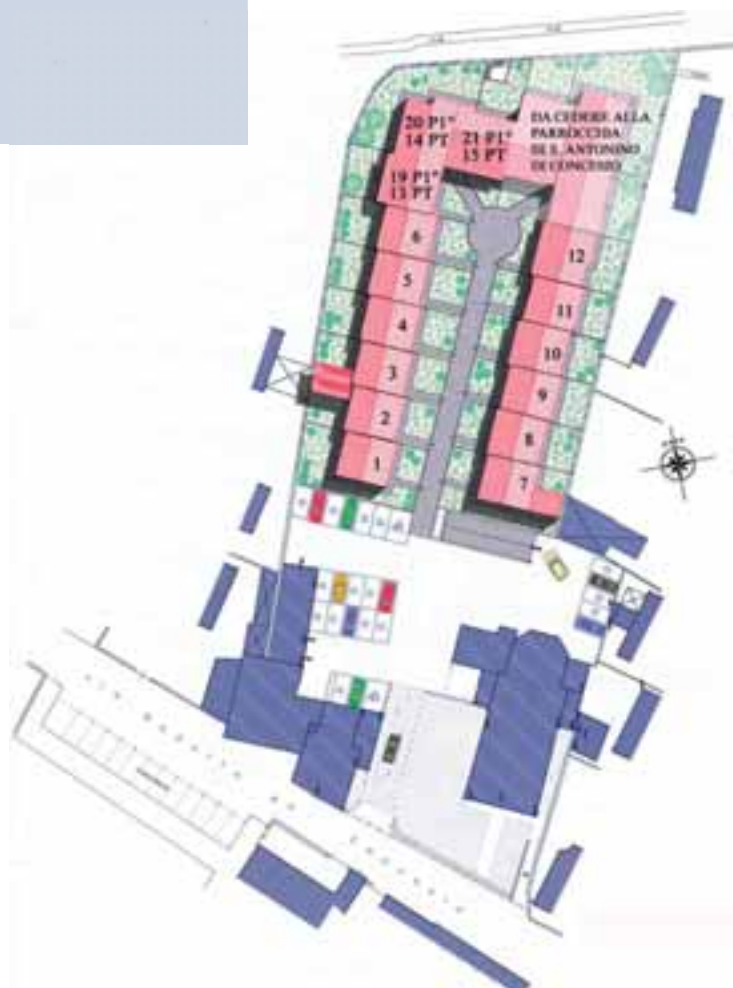 20 P1°
14 PT
21 P1°
15 PT
DA CEDERE ALLA
PARROCCHIA
DI S. ANTONINO
DI CONCESIO
19 P1°
13 PT
6
5
4
3
2
1
12
11
10
9
8
7